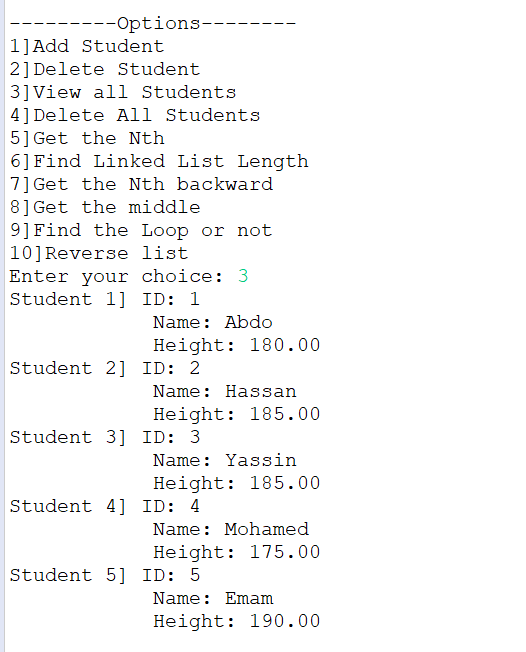 ---------Options--------
1]Add Student
2]Delete Student
3]View all Students
4]Delete All Students
5]Get the Nth
6]Find Linked List Length
7]Get the Nth backward
8]Get the middle
9]Find the Loop or not
10]Reverse list
Enter your choice: 3
Student 1] ID: 1
Name: Abdo
Height: 180.00
Student 2] ID: 2
Name: Hassan
Height: 185.00
Student 3] ID: 3
Name: Yassin
Height: 185.00
Student 4] ID: 4
Name: Mohamed
Height: 175.00
Student 5] ID: 5
Name: Emam
Height: 190.00